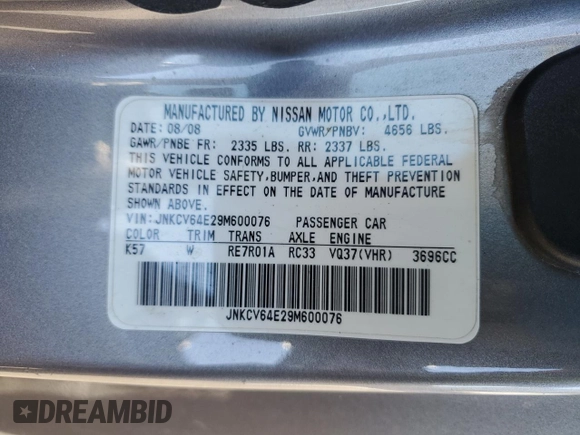 MANUFACTURED BY NISSAN MOTOR CO.,LTD.
DATE: 08/08 GVWR/PNBV: 4656 LBS.
GAWR/PNBE FR: 2335 LBS. RR: 2337 LBS.
THIS VEHICLE CONFORMS TO ALL APPLICABLE FEDERAL
MOTOR VEHICLE SAFETY,BUMPER,AND THEFT PREVENTION
STANDARDS IN EFFECT ON THE DATE OF MANUFACTURE
SHOWN ABOVE.
VIN:JNKCV64E29M600076 PASSENGER CAR
COLOR TRIM TRANS AXLE ENGINE
K57 W RE7R01A RC33 VQ37(VHR) 3696CC
JNKCV64E29M600076
DREAMBID